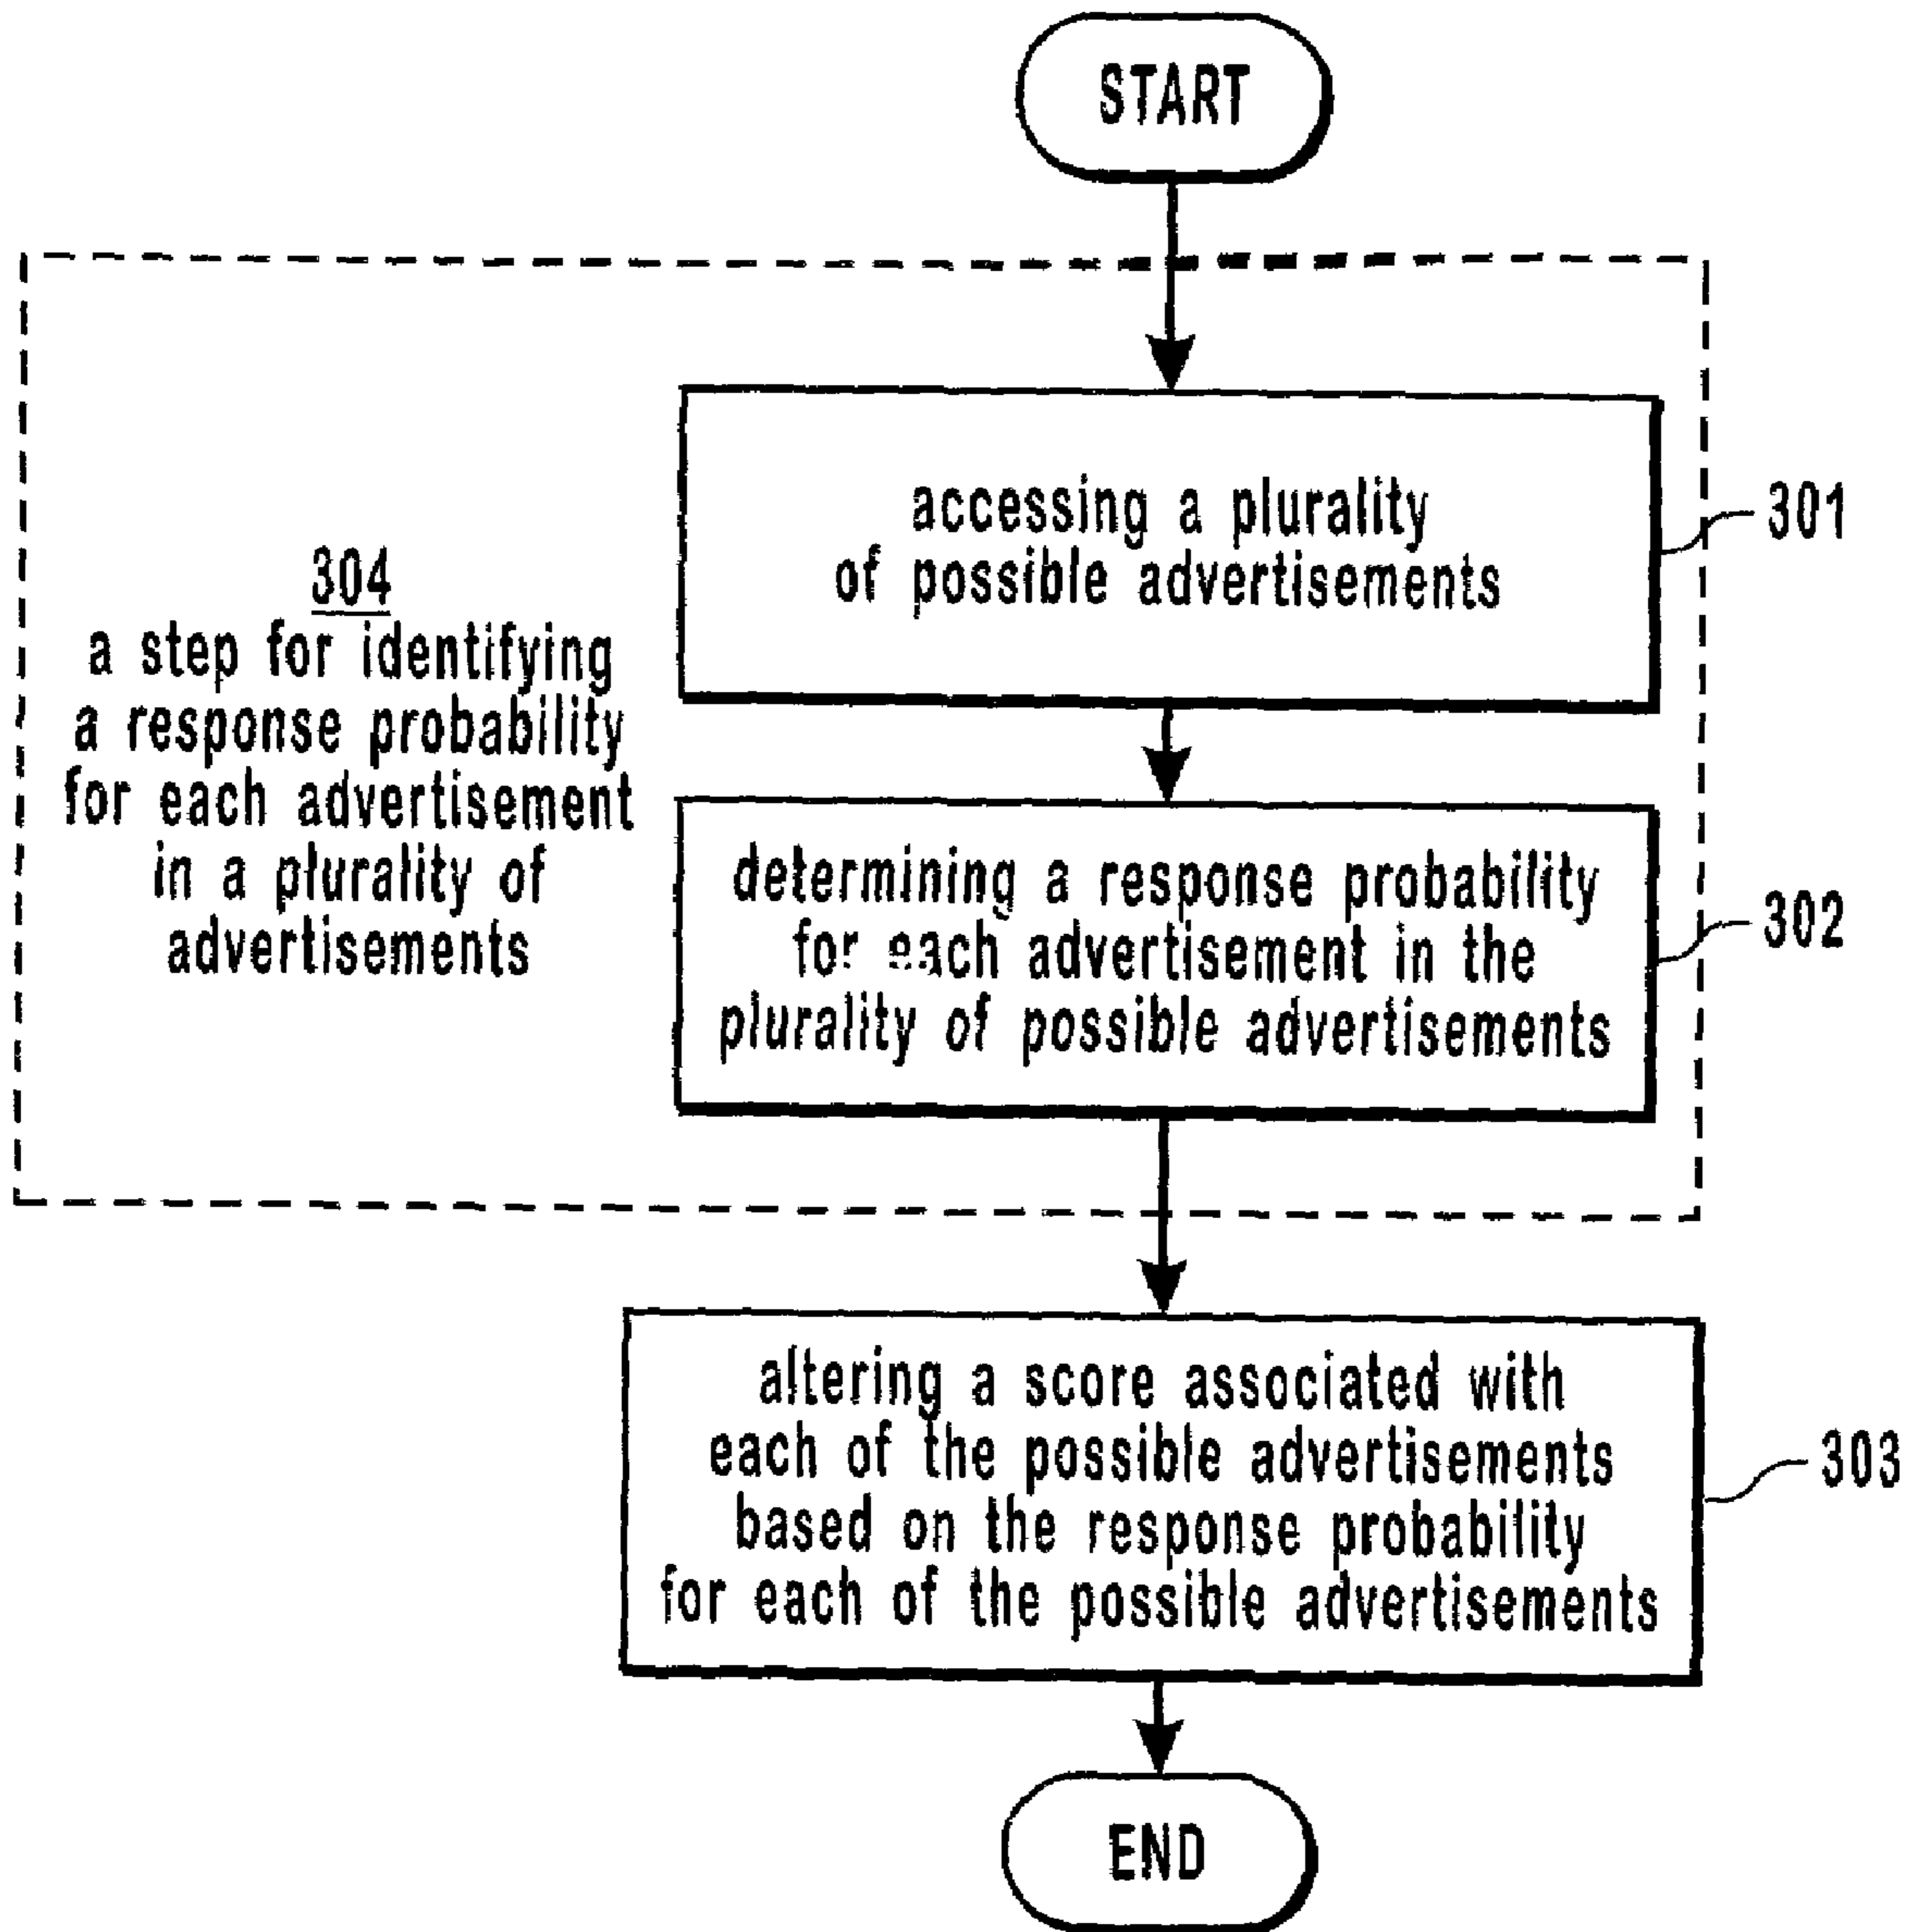 START
304
a step for identifying
a response probability
for each advertisement
in a plurality of
advertisements
accessing a plurality
of possible advertisements
301
determining a response probability
for each advertisement in the
plurality of possible advertisements
302
altering a score associated with
each of the possible advertisements
based on the response probability
for each of the possible advertisements
303
END